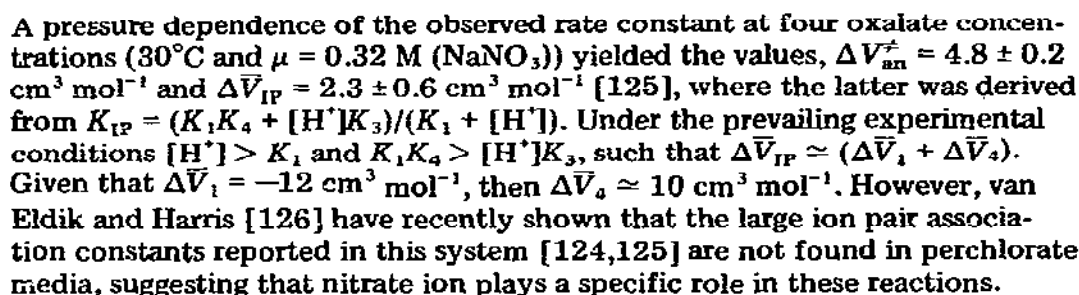 A pressure dependence of the observed rate constant at four oxalate concen-
trations (30°C and μ = 0.32 M (NaNO₃)) yielded the values, ΔV‡an = 4.8 ± 0.2
cm³ mol⁻¹ and ΔV̅IP = 2.3 ± 0.6 cm³ mol⁻¹ [125], where the latter was derived
from KIP = (K₁K₄ + [H⁺]K₃)/(K₁ + [H⁺]). Under the prevailing experimental
conditions [H⁺] > K₁ and K₁K₄ > [H⁺]K₃, such that ΔV̅IP ≃ (ΔV̅₁ + ΔV̅₄).
Given that ΔV̅₁ = −12 cm³ mol⁻¹, then ΔV̅₄ ≃ 10 cm³ mol⁻¹. However, van
Eldik and Harris [126] have recently shown that the large ion pair associa-
tion constants reported in this system [124,125] are not found in perchlorate
media, suggesting that nitrate ion plays a specific role in these reactions.